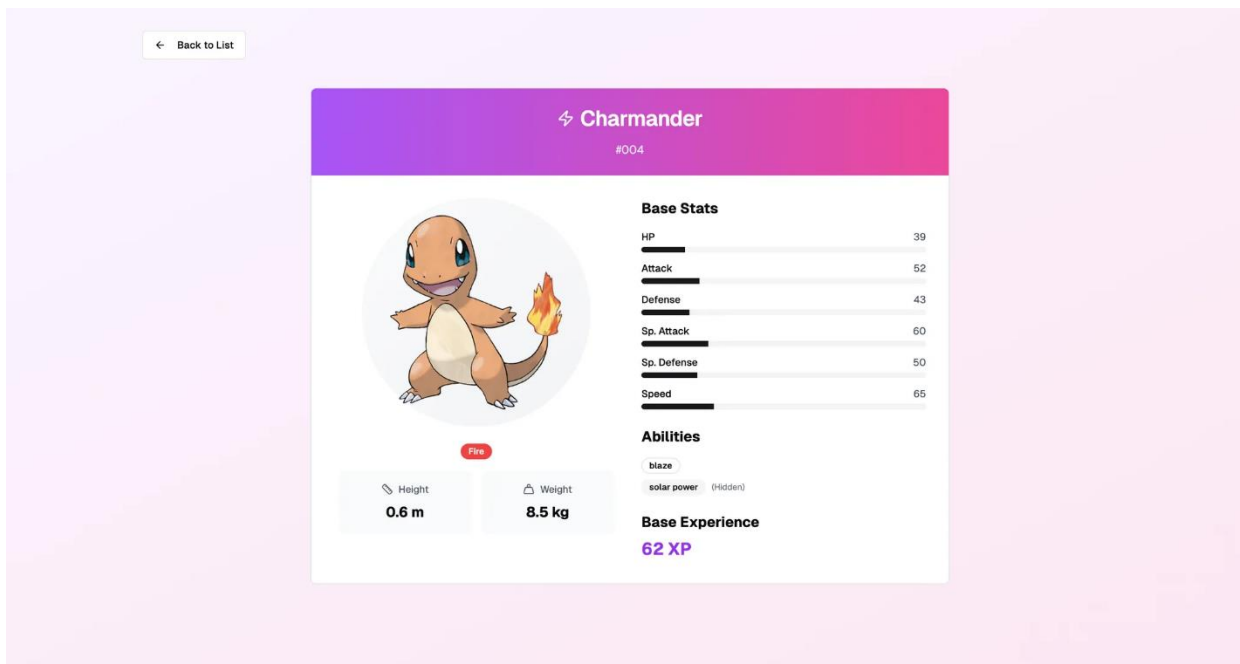 Back to List
Charmander
#004
Base Stats
HP 39
Attack 52
Defense 43
Sp. Attack 60
Sp. Defense 50
Speed 65
Fire
Height
0.6 m
Weight
8.5 kg
Abilities
blaze
solar power (Hidden)
Base Experience
62 XP